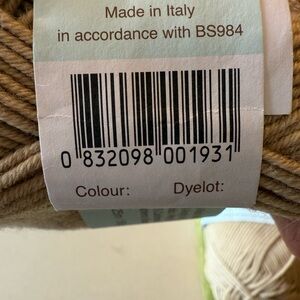 Made in Italy
in accordance with BS984
0 832098 001931
Colour: Dyelot: